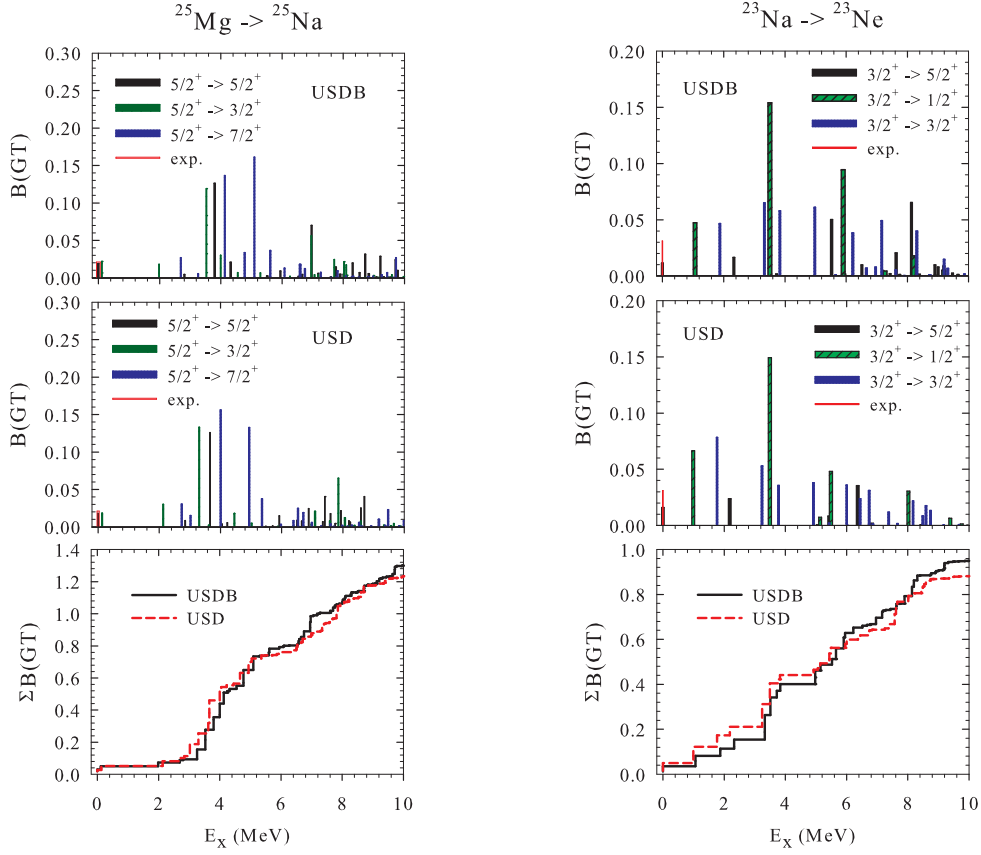 ²⁵Mg -> ²⁵Na
0.30
0.25
0.20
0.15
0.10
0.05
0.00
B(GT)
5/2⁺ -> 5/2⁺
5/2⁺ -> 3/2⁺
5/2⁺ -> 7/2⁺
exp.
USDB
0.30
0.25
0.20
0.15
0.10
0.05
0.00
B(GT)
5/2⁺ -> 5/2⁺
5/2⁺ -> 3/2⁺
5/2⁺ -> 7/2⁺
exp.
USD
1.4
1.2
1.0
0.8
0.6
0.4
0.2
0.0
ΣB(GT)
USDB
USD
0 2 4 6 8 10
Eₓ (MeV)
²³Na -> ²³Ne
0.20
0.15
0.10
0.05
0.00
B(GT)
USDB
3/2⁺ -> 5/2⁺
3/2⁺ -> 1/2⁺
3/2⁺ -> 3/2⁺
exp.
0.20
0.15
0.10
0.05
0.00
B(GT)
USD
3/2⁺ -> 5/2⁺
3/2⁺ -> 1/2⁺
3/2⁺ -> 3/2⁺
exp.
1.0
0.8
0.6
0.4
0.2
0.0
ΣB(GT)
USDB
USD
0 2 4 6 8 10
Eₓ (MeV)